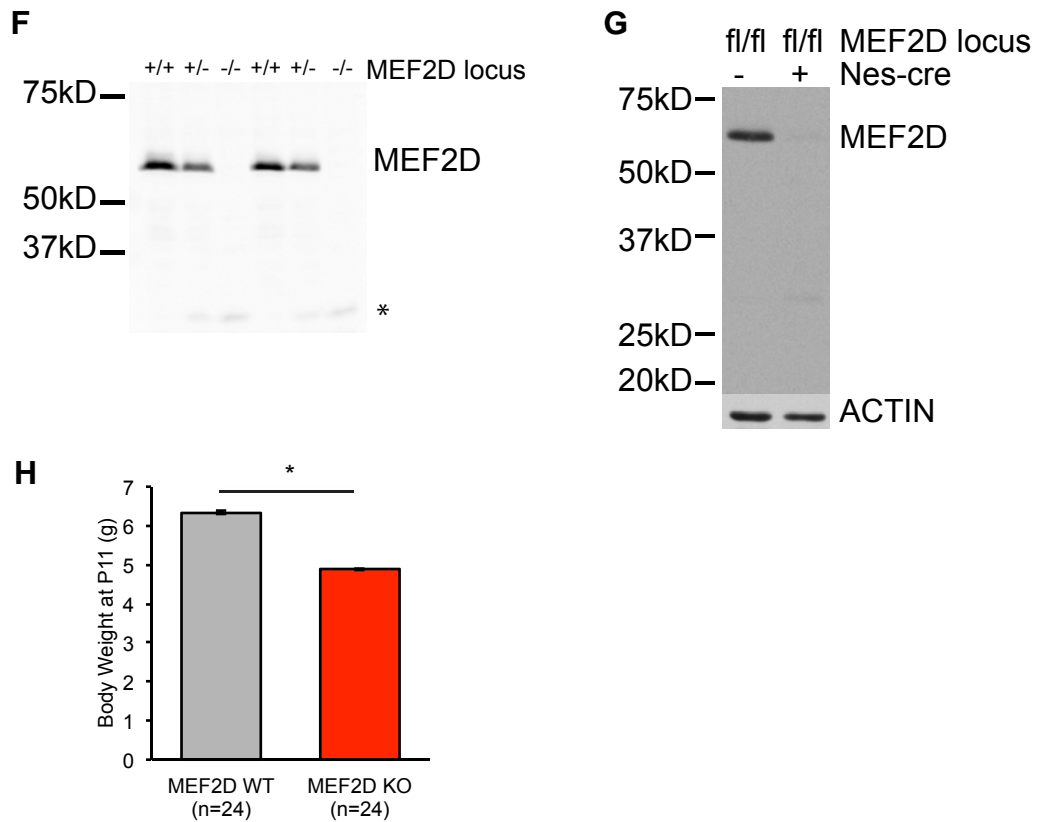 F
+/+ +/- -/- +/+ +/- -/- MEF2D locus
75kD
MEF2D
50kD
37kD
*
G
fl/fl fl/fl MEF2D locus
- + Nes-cre
75kD
MEF2D
50kD
37kD
25kD
20kD
ACTIN
H
*
Body Weight at P11 (g)
7
6
5
4
3
2
1
0
MEF2D WT
(n=24)
MEF2D KO
(n=24)